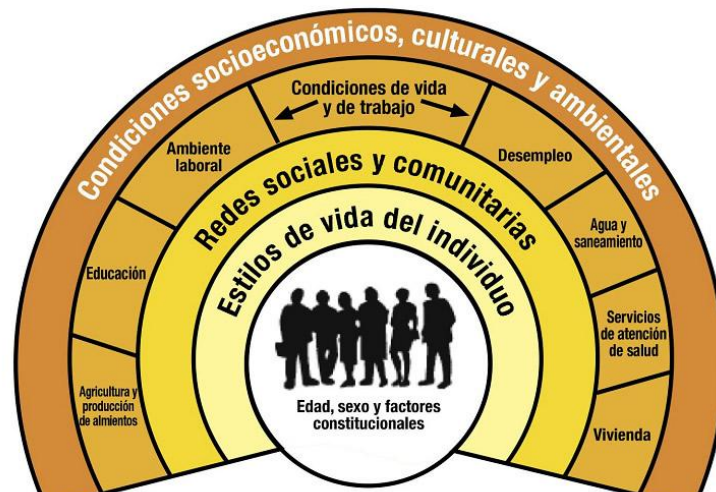 Condiciones socioeconómicos, culturales y ambientales
Condiciones de vida
y de trabajo
Ambiente
laboral
Desempleo
Redes sociales y comunitarias
Educación
Agua y
saneamiento
Estilos de vida del individuo
Servicios
de atención
de salud
Agricultura y
producción
de almientos
Vivienda
Edad, sexo y factores
constitucionales